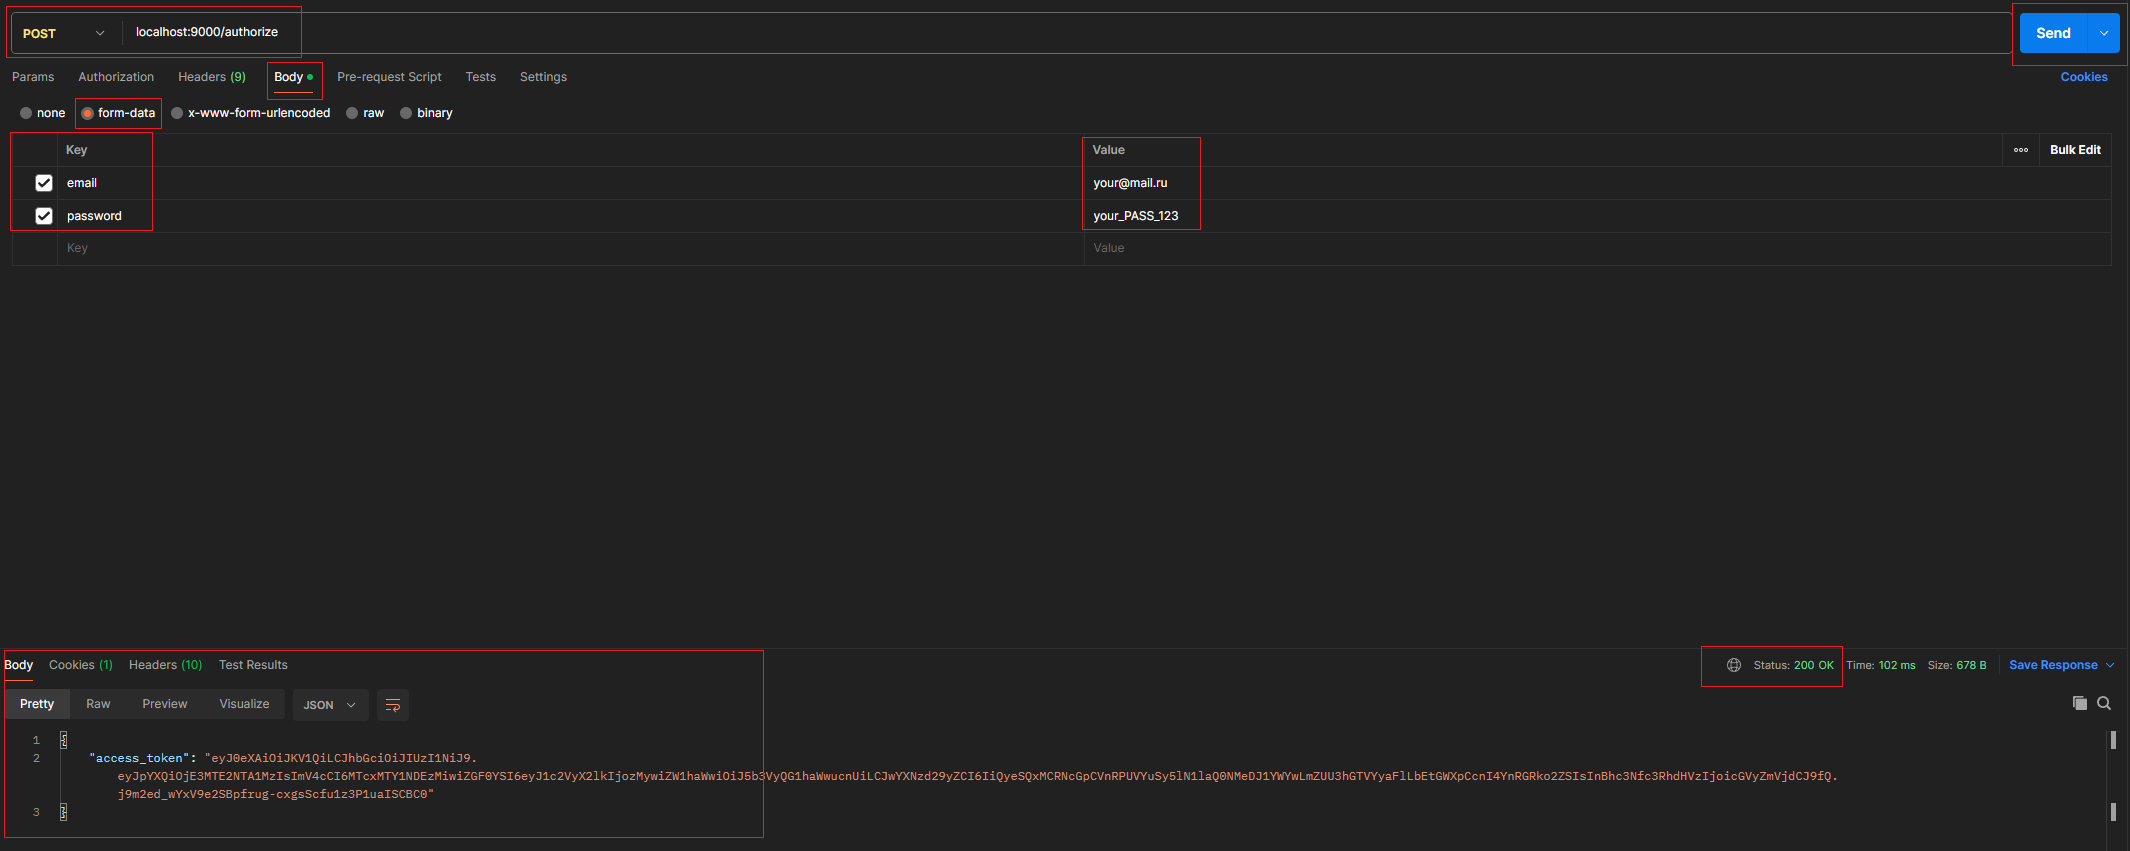 POST localhost:9000/authorize Send
Params Authorization Headers (9) Body Pre-request Script Tests Settings Cookies
none form-data x-www-form-urlencoded raw binary
Key Value ooo Bulk Edit
email your@mail.ru
password your_PASS_123
Key Value
Body Cookies (1) Headers (10) Test Results Status: 200 OK Time: 102 ms Size: 678 B Save Response
Pretty Raw Preview Visualize JSON
1 {
2 "access_token": "eyJ0eXAiOiJKV1QiLCJhbGciOiJIUzI1NiJ9.
eyJpYXQiOjE3MTE2NTA1MzIsImV4cCI6MTcxMTY1NDEzMiwiZGF0YSI6eyJ1c2VyX2lkIjozMywiZW1haWwiOiJ5b3VyQG1haWwucnUiLCJwYXNzd29yZCI6IiQyeSQxMCRNcGpCVnRPUVYuSy5lN1laQ0NMeDJ1YWYwLmZUU3hGTVYyaFlLbEtGWXpCcnI4YnRGRko2ZSIsInBhc3Nfc3RhdHVzIjoicGVyZmVjdCJ9fQ.
j9m2ed_wYxV9e2SBpfrug-cxgsScfu1z3P1uaISCBC0"
3 }